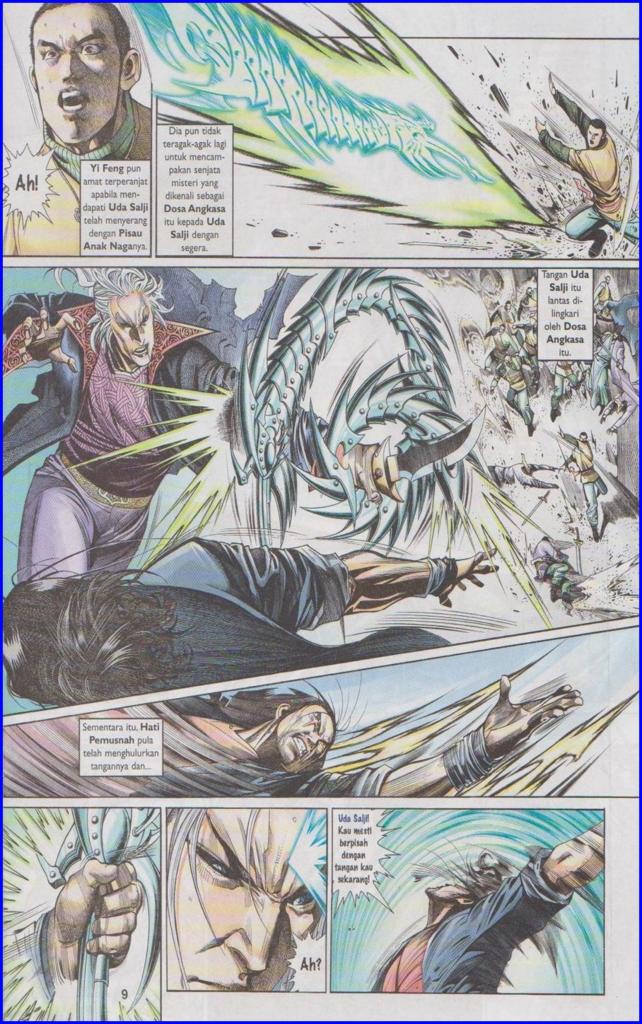 Ah!
Yi Feng pun
amat terperanjat
apabila men-
dapati Uda Salji
telah menyerang
dengan Pisau
Anak Naganya.
Dia pun tidak
teragak-agak lagi
untuk mencam-
pakan senjata
misteri yang
dikenali sebagai
Dosa Angkasa
itu kepada Uda
Salji dengan
segera.
Tangan Uda
Salji itu
lantas di-
lingkari
oleh Dosa
Angkasa
itu.
Sementara itu, Hati
Pemusnah pula
telah menghulurkan
tangannya dan...
9
Ah?
Uda Salji!
Kau mesti
berpisah
dengan
tangan kau
sekarang!